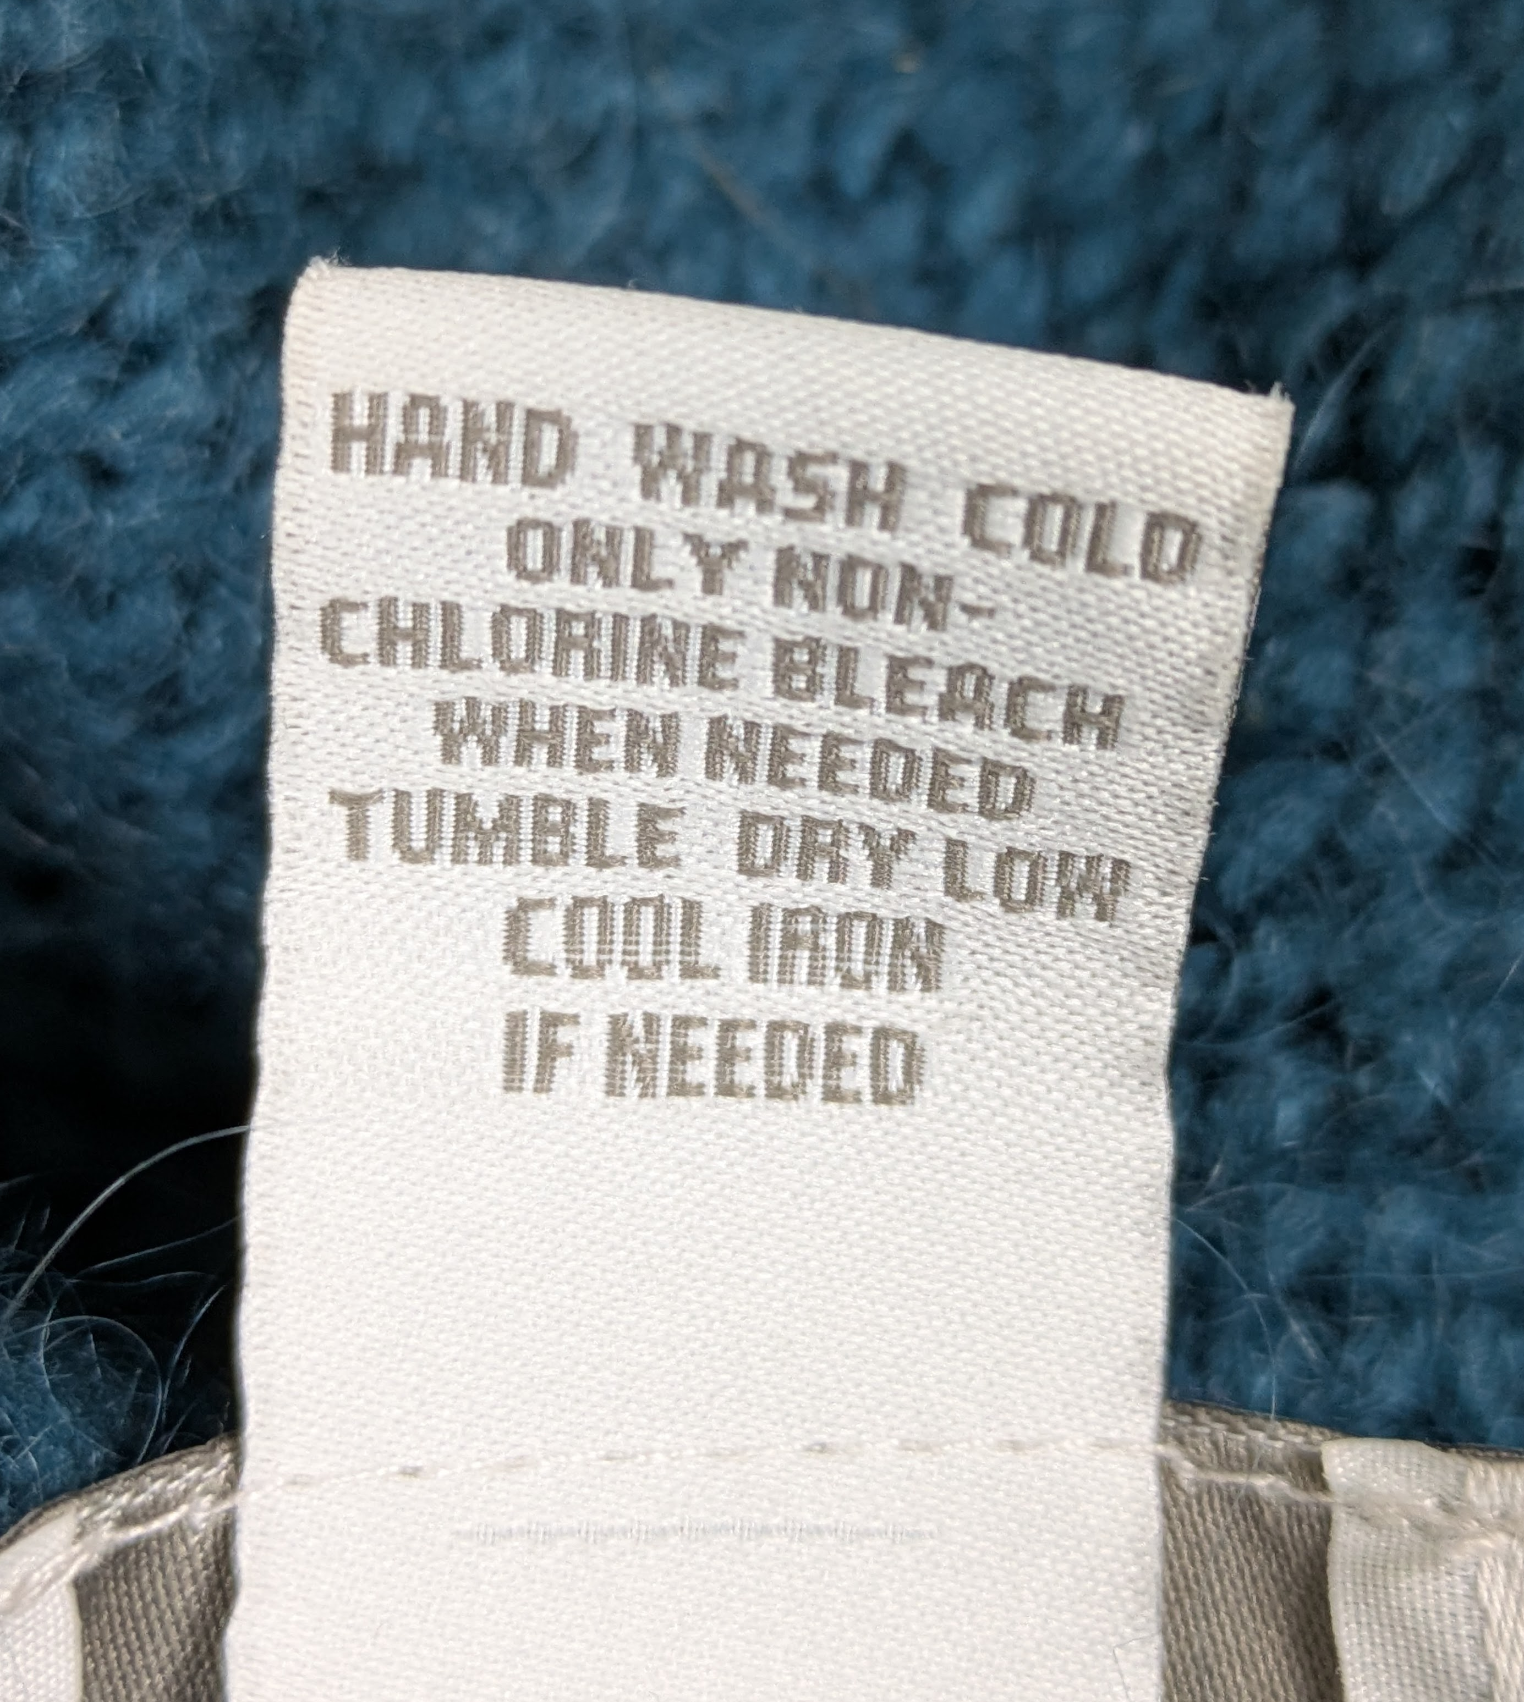 HAND WASH COLD
ONLY NON-
CHLORINE BLEACH
WHEN NEEDED
TUMBLE DRY LOW
COOL IRON
IF NEEDED